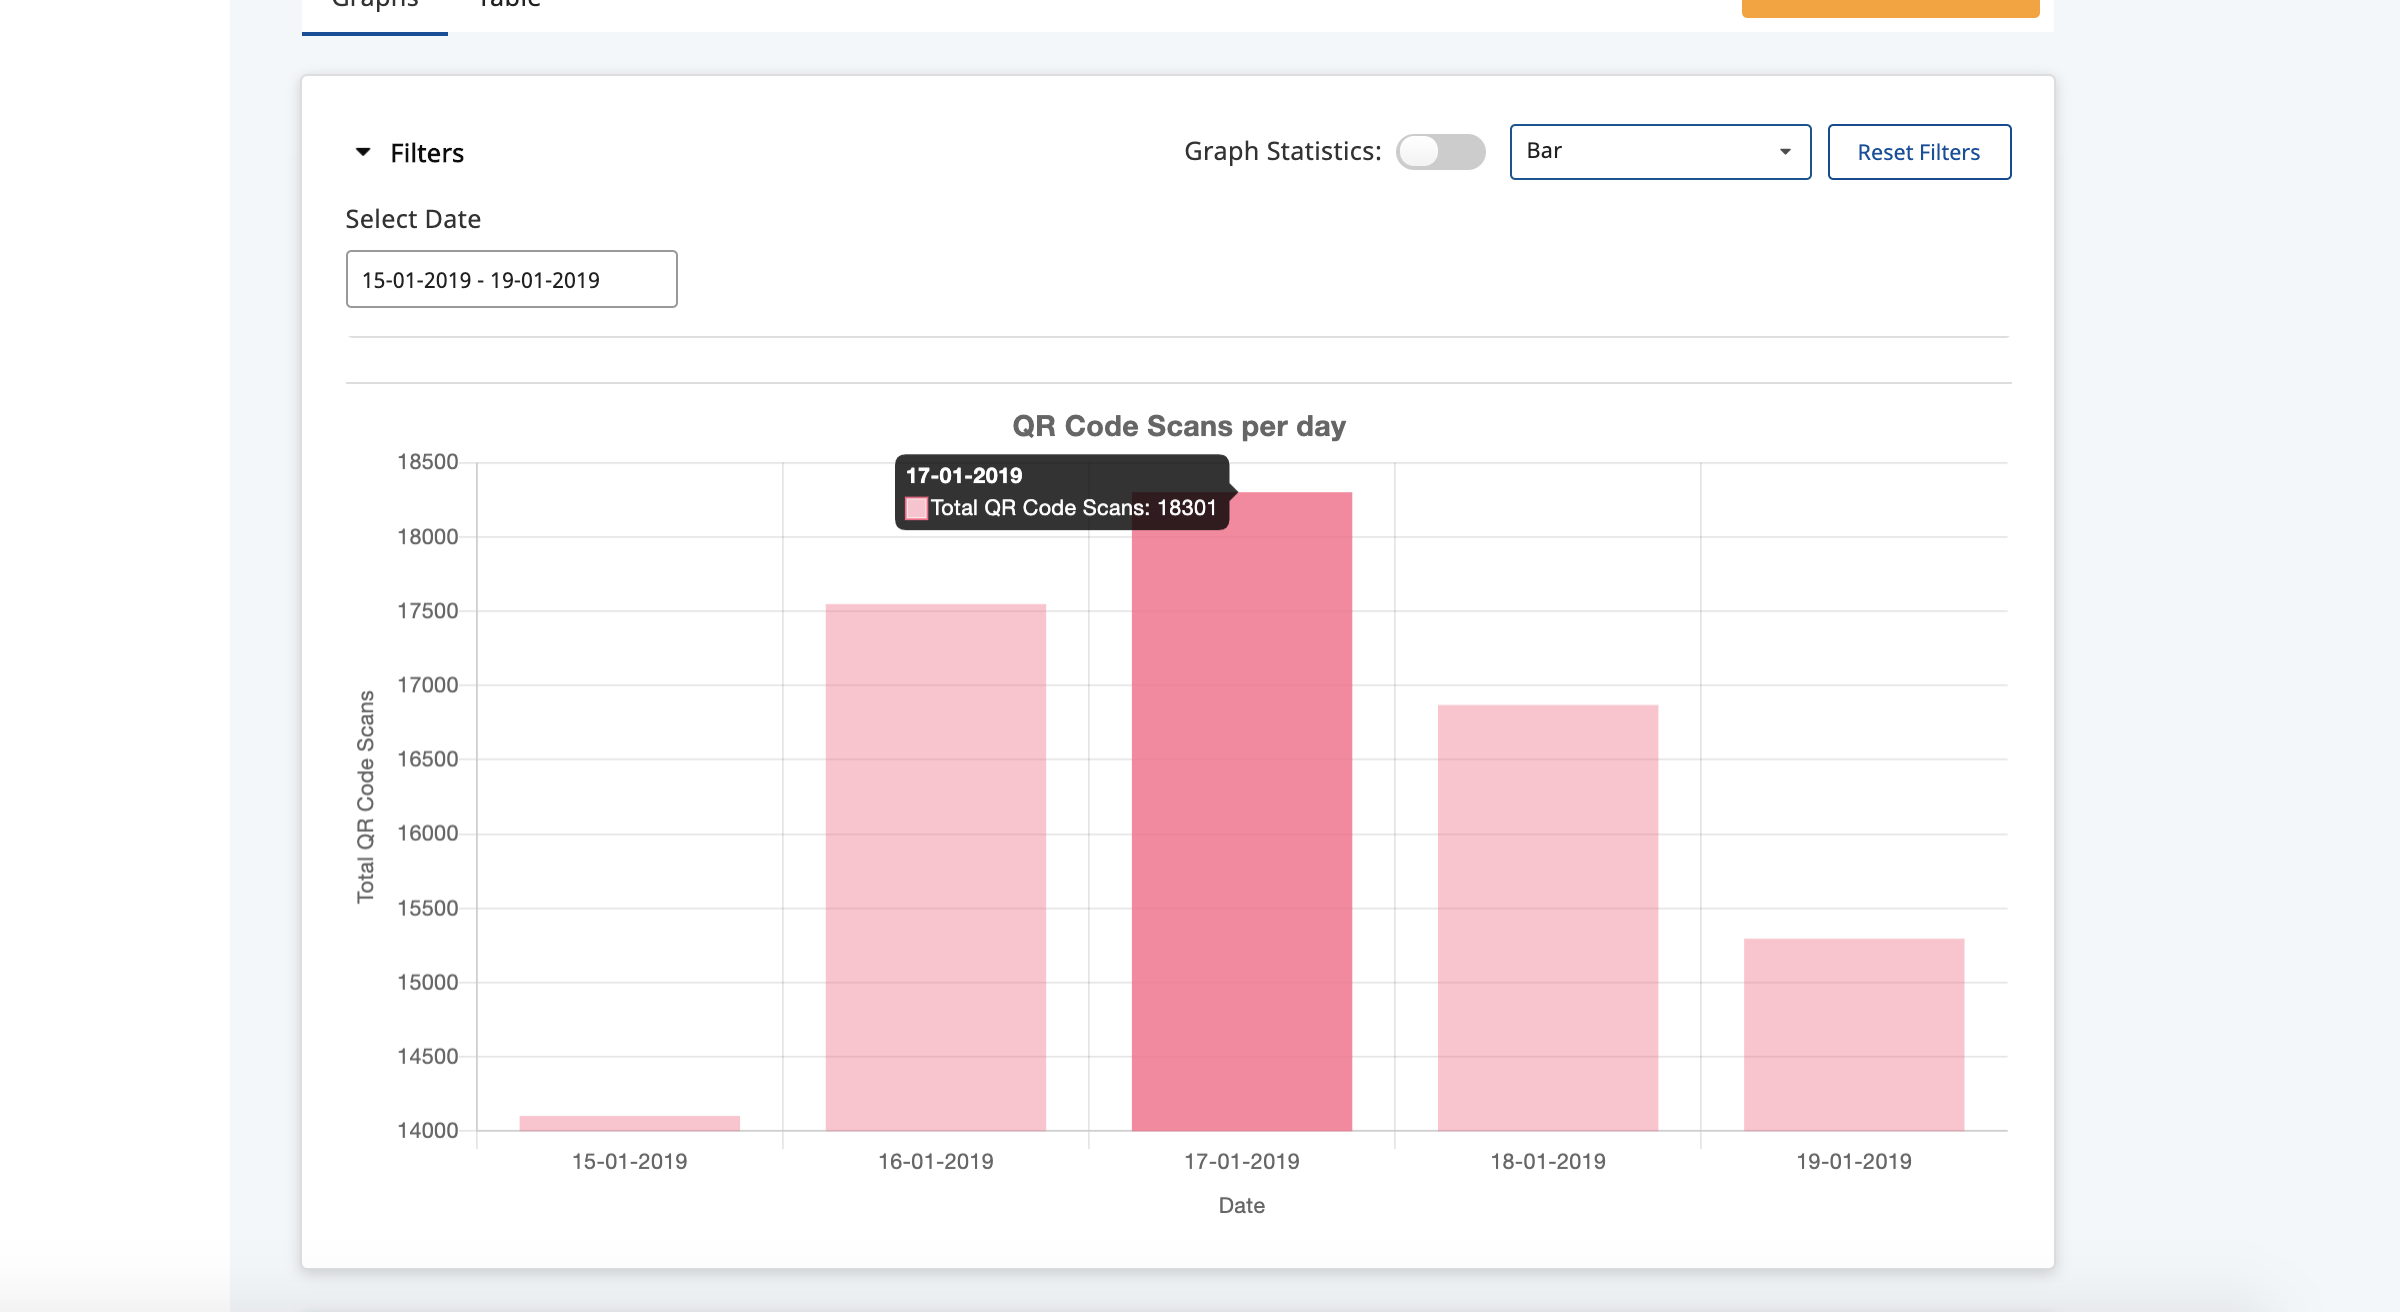 Graphs Table
Filters
Graph Statistics:
Bar
Reset Filters
Select Date
15-01-2019 - 19-01-2019
QR Code Scans per day
17-01-2019
Total QR Code Scans: 18301
18500
18000
17500
17000
16500
16000
15500
15000
14500
14000
Total QR Code Scans
15-01-2019 16-01-2019 17-01-2019 18-01-2019 19-01-2019
Date